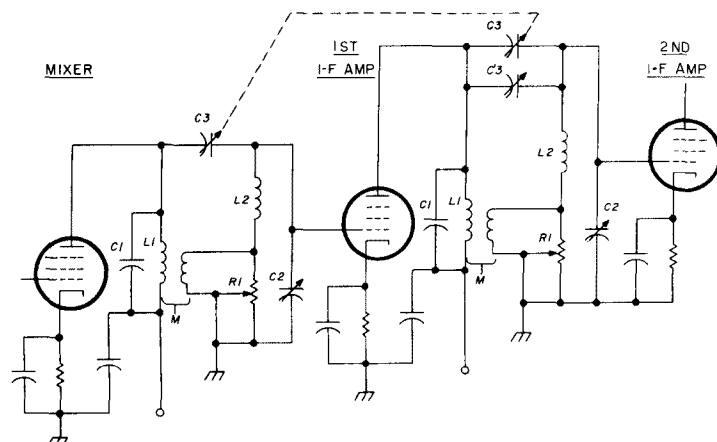 MIXER
1ST
I-F AMP
2ND
I-F AMP
C3
C3
C3
C1
L1
L2
R1
C2
M
C1
L1
L2
R1
C2
M